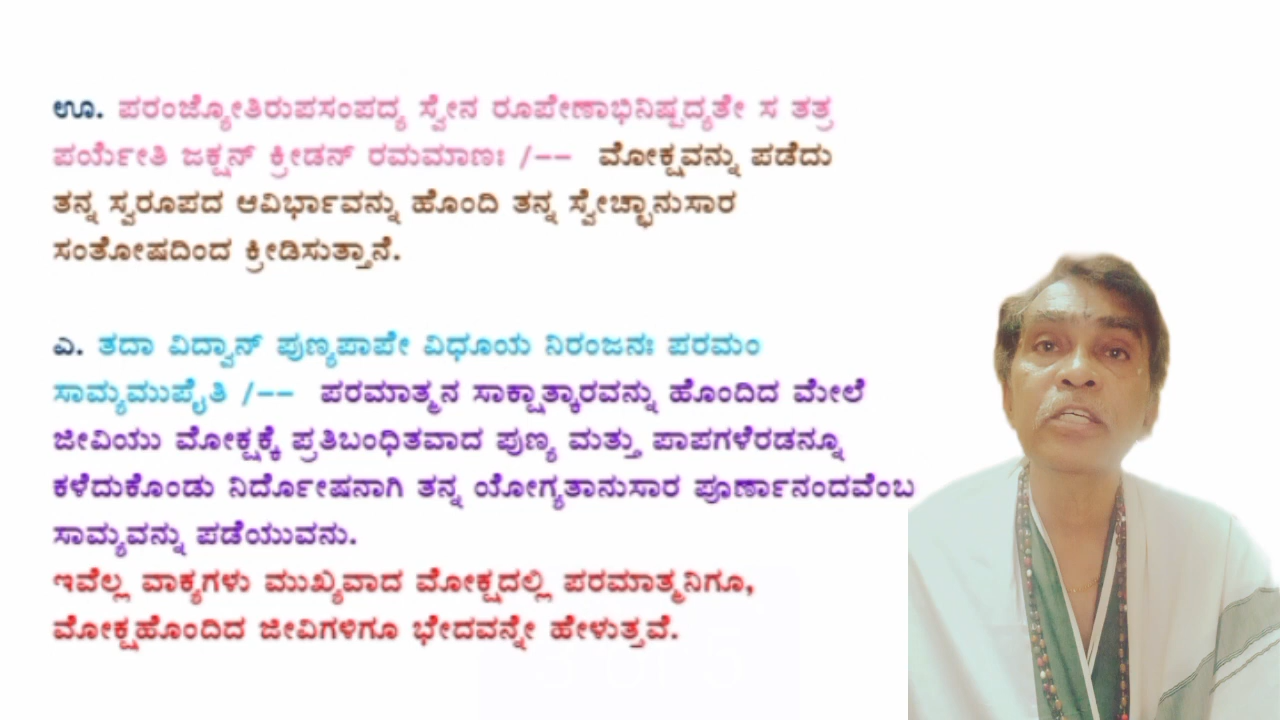 ಊ. ಪರಂಜ್ಯೋತಿರುಪಸಂಪದ್ಯ ಸ್ವೇನ ರೂಪೇಣಾಭಿನಿಷ್ಪದ್ಯತೇ ಸ ತತ್ರ
ಪರ್ಯೇತಿ ಜಕ್ಷನ್ ಕ್ರೀಡನ್ ರಮಮಾಣಃ /-- ಮೋಕ್ಷವನ್ನು ಪಡೆದು
ತನ್ನ ಸ್ವರೂಪದ ಆವಿರ್ಭಾವವನ್ನು ಹೊಂದಿ ತನ್ನ ಸ್ವೇಚ್ಛಾನುಸಾರ
ಸಂತೋಷದಿಂದ ಕ್ರೀಡಿಸುತ್ತಾನೆ.
ಎ. ತದಾ ವಿದ್ವಾನ್ ಪುಣ್ಯಪಾಪೇ ವಿಧೂಯ ನಿರಂಜನಃ ಪರಮಂ
ಸಾಮ್ಯಮುಪೈತಿ /-- ಪರಮಾತ್ಮನ ಸಾಕ್ಷಾತ್ಕಾರವನ್ನು ಹೊಂದಿದ ಮೇಲೆ
ಜೀವಿಯು ಮೋಕ್ಷಕ್ಕೆ ಪ್ರತಿಬಂಧಿತವಾದ ಪುಣ್ಯ ಮತ್ತು ಪಾಪಗಳೆರಡನ್ನೂ
ಕಳೆದುಕೊಂಡು ನಿರ್ದೋಷನಾಗಿ ತನ್ನ ಯೋಗ್ಯತಾನುಸಾರ ಪೂರ್ಣಾನಂದವೆಂಬ
ಸಾಮ್ಯವನ್ನು ಪಡೆಯುವನು.
ಇವೆಲ್ಲ ವಾಕ್ಯಗಳು ಮುಖ್ಯವಾದ ಮೋಕ್ಷದಲ್ಲಿ ಪರಮಾತ್ಮನಿಗೂ,
ಮೋಕ್ಷಹೊಂದಿದ ಜೀವಿಗಳಿಗೂ ಭೇದವನ್ನೇ ಹೇಳುತ್ತವೆ.